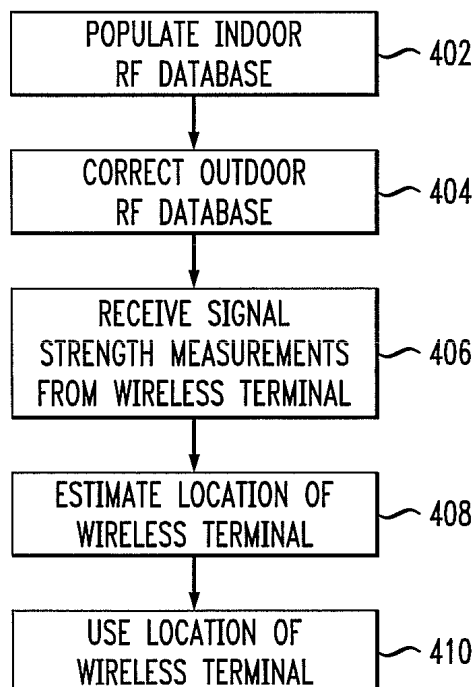 POPULATE INDOOR
RF DATABASE
402
CORRECT OUTDOOR
RF DATABASE
404
RECEIVE SIGNAL
STRENGTH MEASUREMENTS
FROM WIRELESS TERMINAL
406
ESTIMATE LOCATION OF
WIRELESS TERMINAL
408
USE LOCATION OF
WIRELESS TERMINAL
410